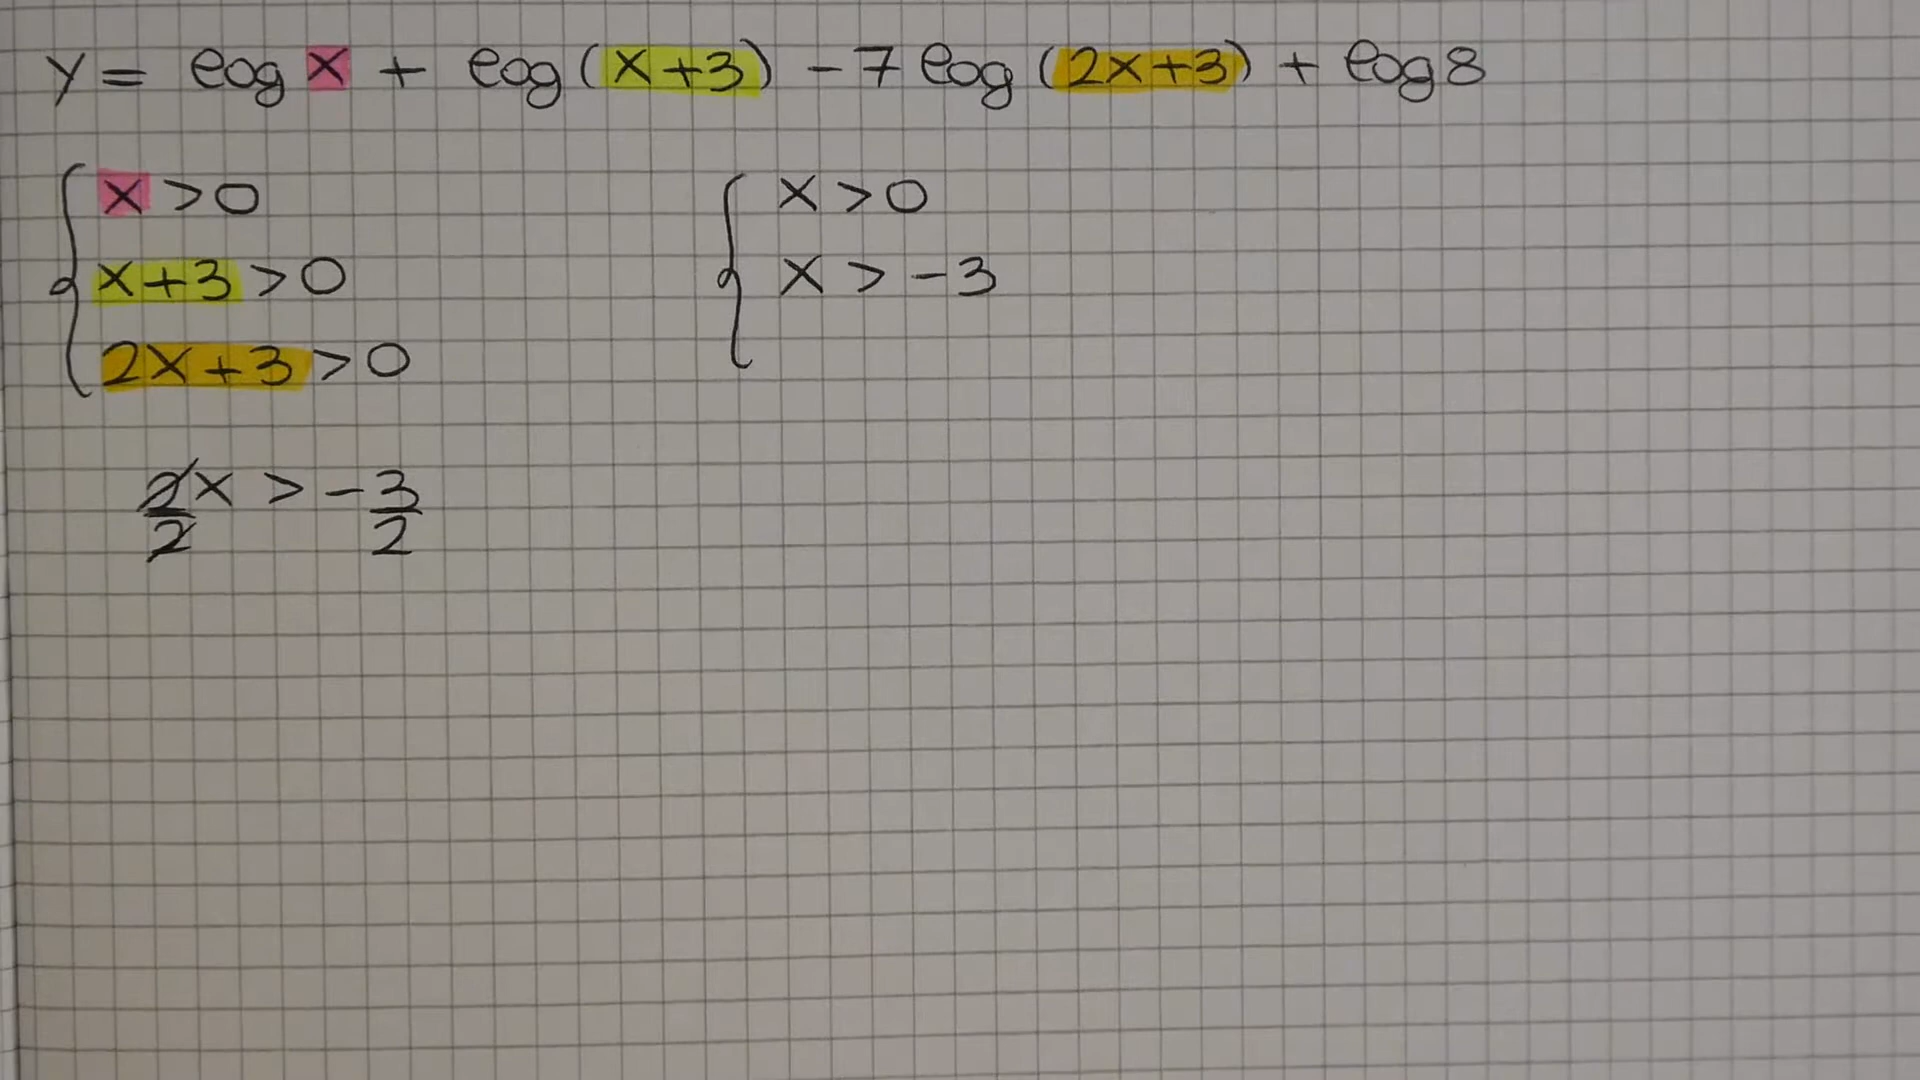 y = log x + log (x+3) - 7 log (2x+3) + log 8
{ x > 0
x+3 > 0
2x+3 > 0
{ x > 0
x > -3
2/2 x > -3/2